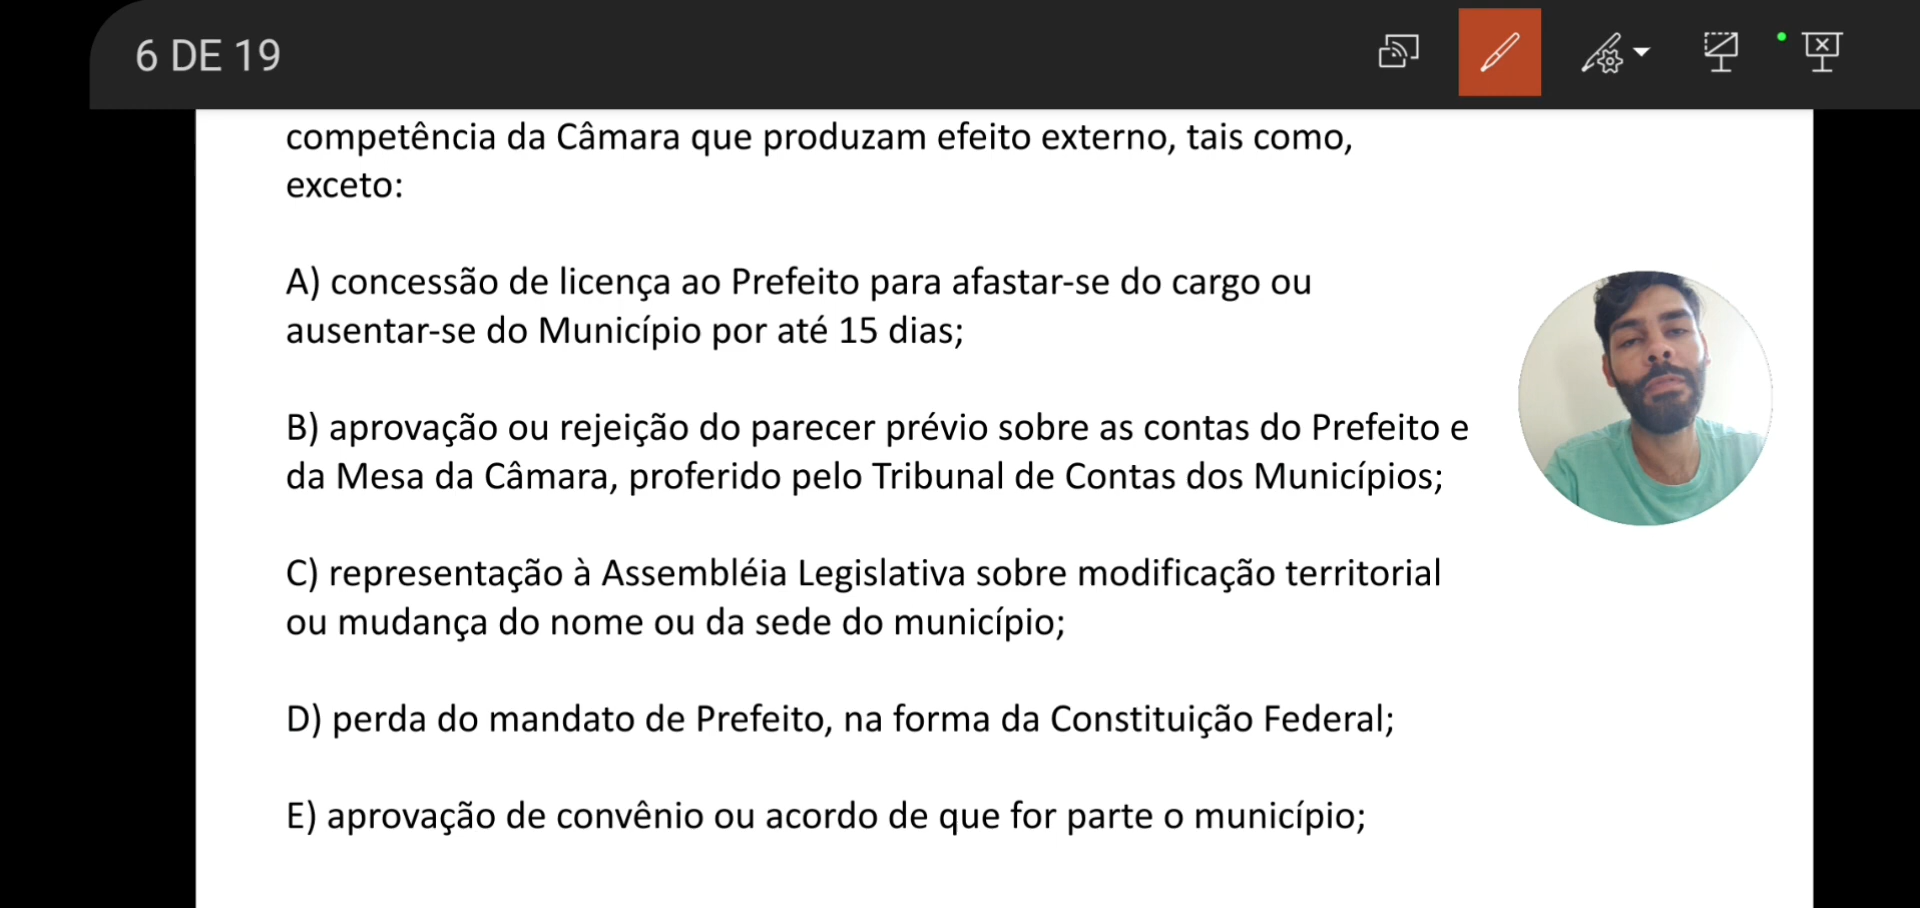 6 DE 19
competência da Câmara que produzam efeito externo, tais como,
exceto:
A) concessão de licença ao Prefeito para afastar-se do cargo ou
ausentar-se do Município por até 15 dias;
B) aprovação ou rejeição do parecer prévio sobre as contas do Prefeito e
da Mesa da Câmara, proferido pelo Tribunal de Contas dos Municípios;
C) representação à Assembléia Legislativa sobre modificação territorial
ou mudança do nome ou da sede do município;
D) perda do mandato de Prefeito, na forma da Constituição Federal;
E) aprovação de convênio ou acordo de que for parte o município;